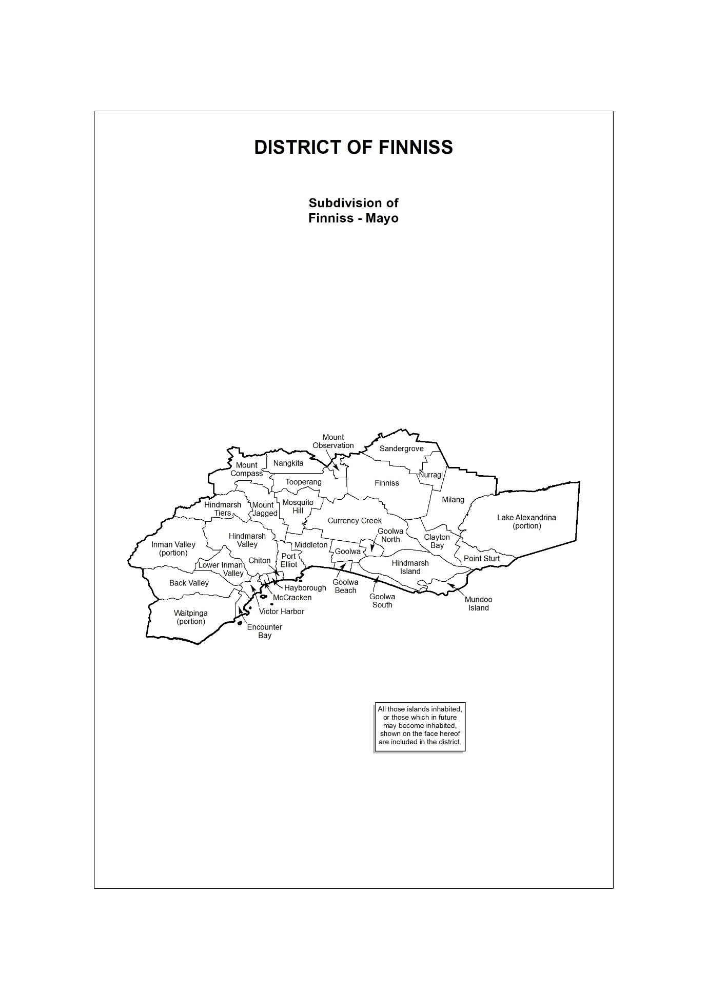 DISTRICT OF FINNISS
Subdivision of
Finniss - Mayo
Mount
Observation
Sandergrove
Mount
Compass
Nangkita
Nurragi
Tooperang
Finniss
Milang
Hindmarsh
Tiers
Mount
Jagged
Mosquito
Hill
Currency Creek
Lake Alexandrina
(portion)
Goolwa
North
Clayton
Bay
Hindmarsh
Valley
Inman Valley
(portion)
Middleton
Goolwa
Port
Elliot
Chiton
Point Sturt
Lower Inman
Valley
Hindmarsh
Island
Back Valley
Hayborough
McCracken
Goolwa
Beach
Goolwa
South
Mundoo
Island
Victor Harbor
Waitpinga
(portion)
Encounter
Bay
All those islands inhabited,
or those which in future
may become inhabited,
shown on the face hereof
are included in the district.